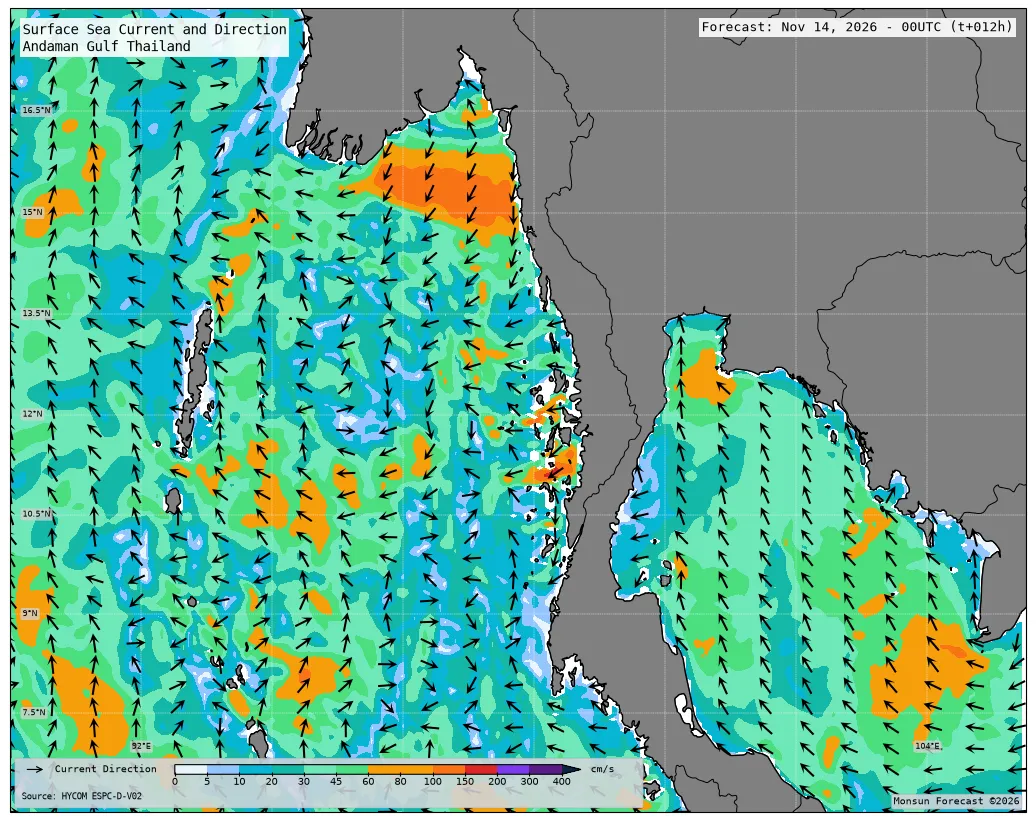 Surface Sea Current and Direction
Andaman Gulf Thailand
Forecast: Nov 14, 2026 - 00UTC (t+012h)
16.5°N
15°N
13.5°N
12°N
10.5°N
9°N
7.5°N
92°E
104°E
Current Direction
cm/s
0 5 10 20 30 45 60 80 100 150 200 300 400
Source: HYCOM ESPC-D-V02
Monsun Forecast ©2026